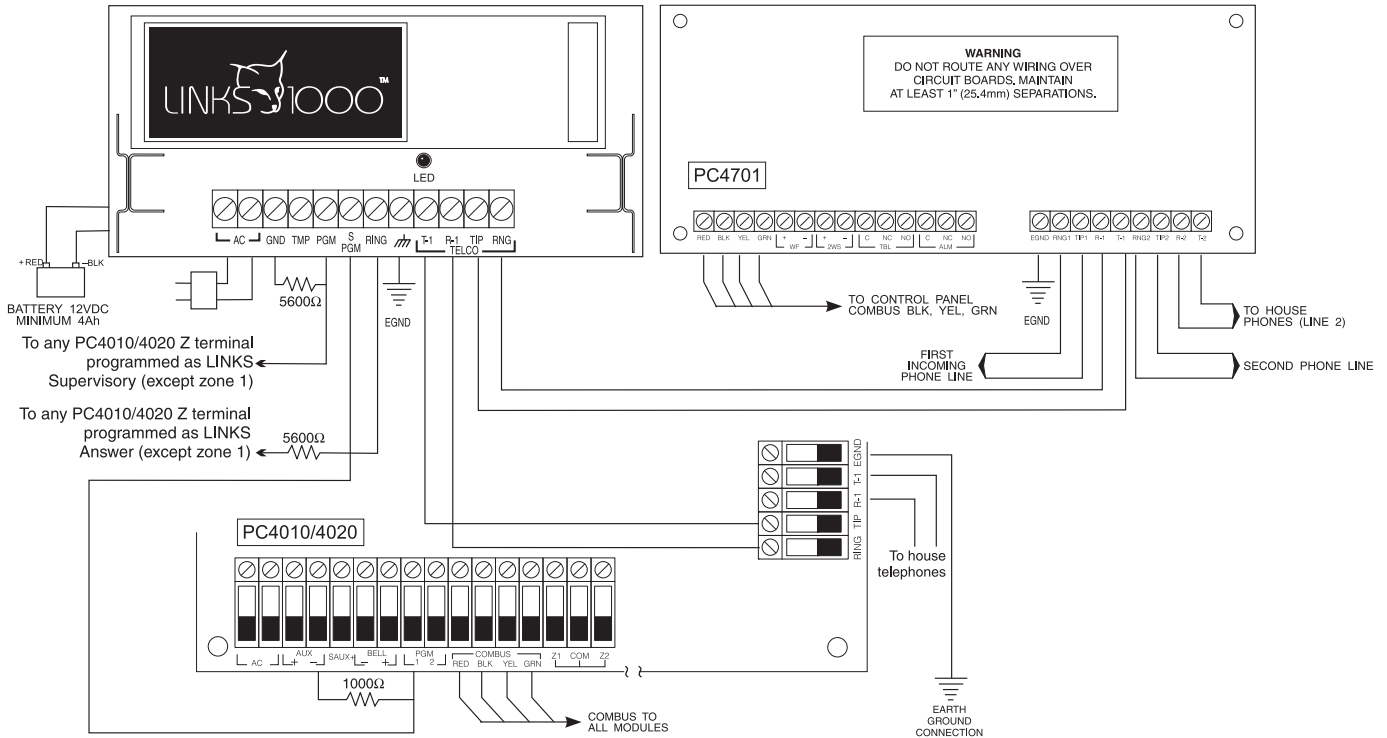 LINKS 1000™
LED
AC GND TMP PGM S PGM RING T-1 R-1 TIP RNG
TELCO
+RED –BLK
BATTERY 12VDC
MINIMUM 4Ah
5600Ω
EGND
To any PC4010/4020 Z terminal
programmed as LINKS
Supervisory (except zone 1)
To any PC4010/4020 Z terminal
programmed as LINKS
Answer (except zone 1)
5600Ω
WARNING
DO NOT ROUTE ANY WIRING OVER
CIRCUIT BOARDS. MAINTAIN
AT LEAST 1" (25.4mm) SEPARATIONS.
PC4701
RED BLK YEL GRN + – + – C NC NO C NC NO
WF 2WS TBL ALM
EGND RNG1 TIP1 R-1 T-1 RNG2 TIP2 R-2 T-2
TO CONTROL PANEL
COMBUS BLK, YEL, GRN
EGND
FIRST
INCOMING
PHONE LINE
TO HOUSE
PHONES (LINE 2)
SECOND PHONE LINE
PC4010/4020
EGND
T-1
R-1
TIP
RING
To house
telephones
AC AUX + – SAUX+ BELL – + PGM 1 2 COMBUS RED BLK YEL GRN Z1 COM Z2
1000Ω
COMBUS TO
ALL MODULES
EARTH
GROUND
CONNECTION